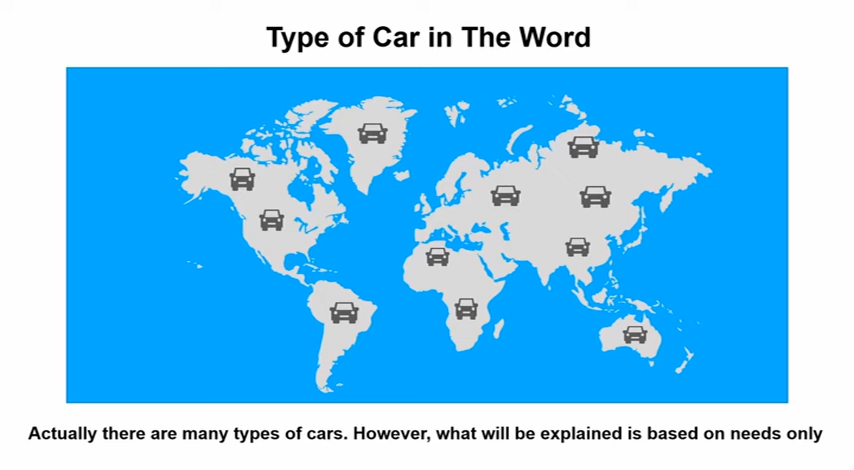 Type of Car in The Word
Actually there are many types of cars. However, what will be explained is based on needs only